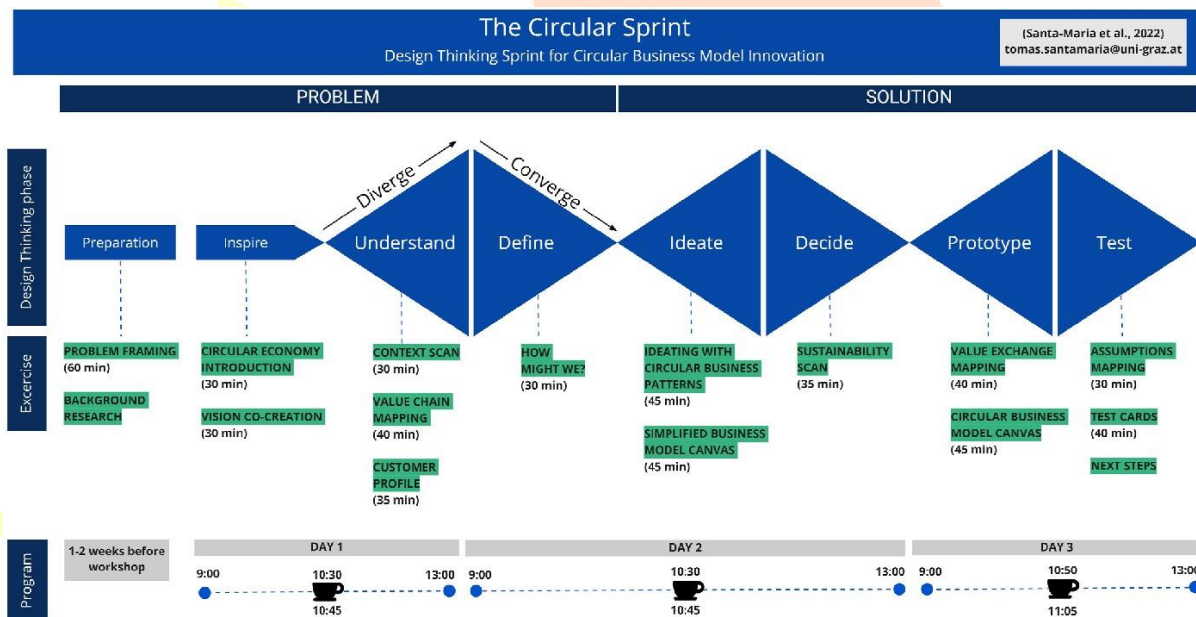 The Circular Sprint
Design Thinking Sprint for Circular Business Model Innovation
(Santa-Maria et al., 2022)
tomas.santamaria@uni-graz.at
PROBLEM
SOLUTION
Design Thinking phase
Diverge
Converge
Preparation
Inspire
Understand
Define
Ideate
Decide
Prototype
Test
Excercise
PROBLEM FRAMING
(60 min)
BACKGROUND
RESEARCH
CIRCULAR ECONOMY
INTRODUCTION
(30 min)
VISION CO-CREATION
(30 min)
CONTEXT SCAN
(30 min)
VALUE CHAIN
MAPPING
(40 min)
CUSTOMER
PROFILE
(35 min)
HOW
MIGHT WE?
(30 min)
IDEATING WITH
CIRCULAR BUSINESS
PATTERNS
(45 min)
SIMPLIFIED BUSINESS
MODEL CANVAS
(45 min)
SUSTAINABILITY
SCAN
(35 min)
VALUE EXCHANGE
MAPPING
(40 min)
CIRCULAR BUSINESS
MODEL CANVAS
(45 min)
ASSUMPTIONS
MAPPING
(30 min)
TEST CARDS
(40 min)
NEXT STEPS
Program
1-2 weeks before
workshop
DAY 1
9:00
10:30
13:00
10:45
DAY 2
9:00
10:30
13:00
10:45
DAY 3
9:00
10:50
13:00
11:05